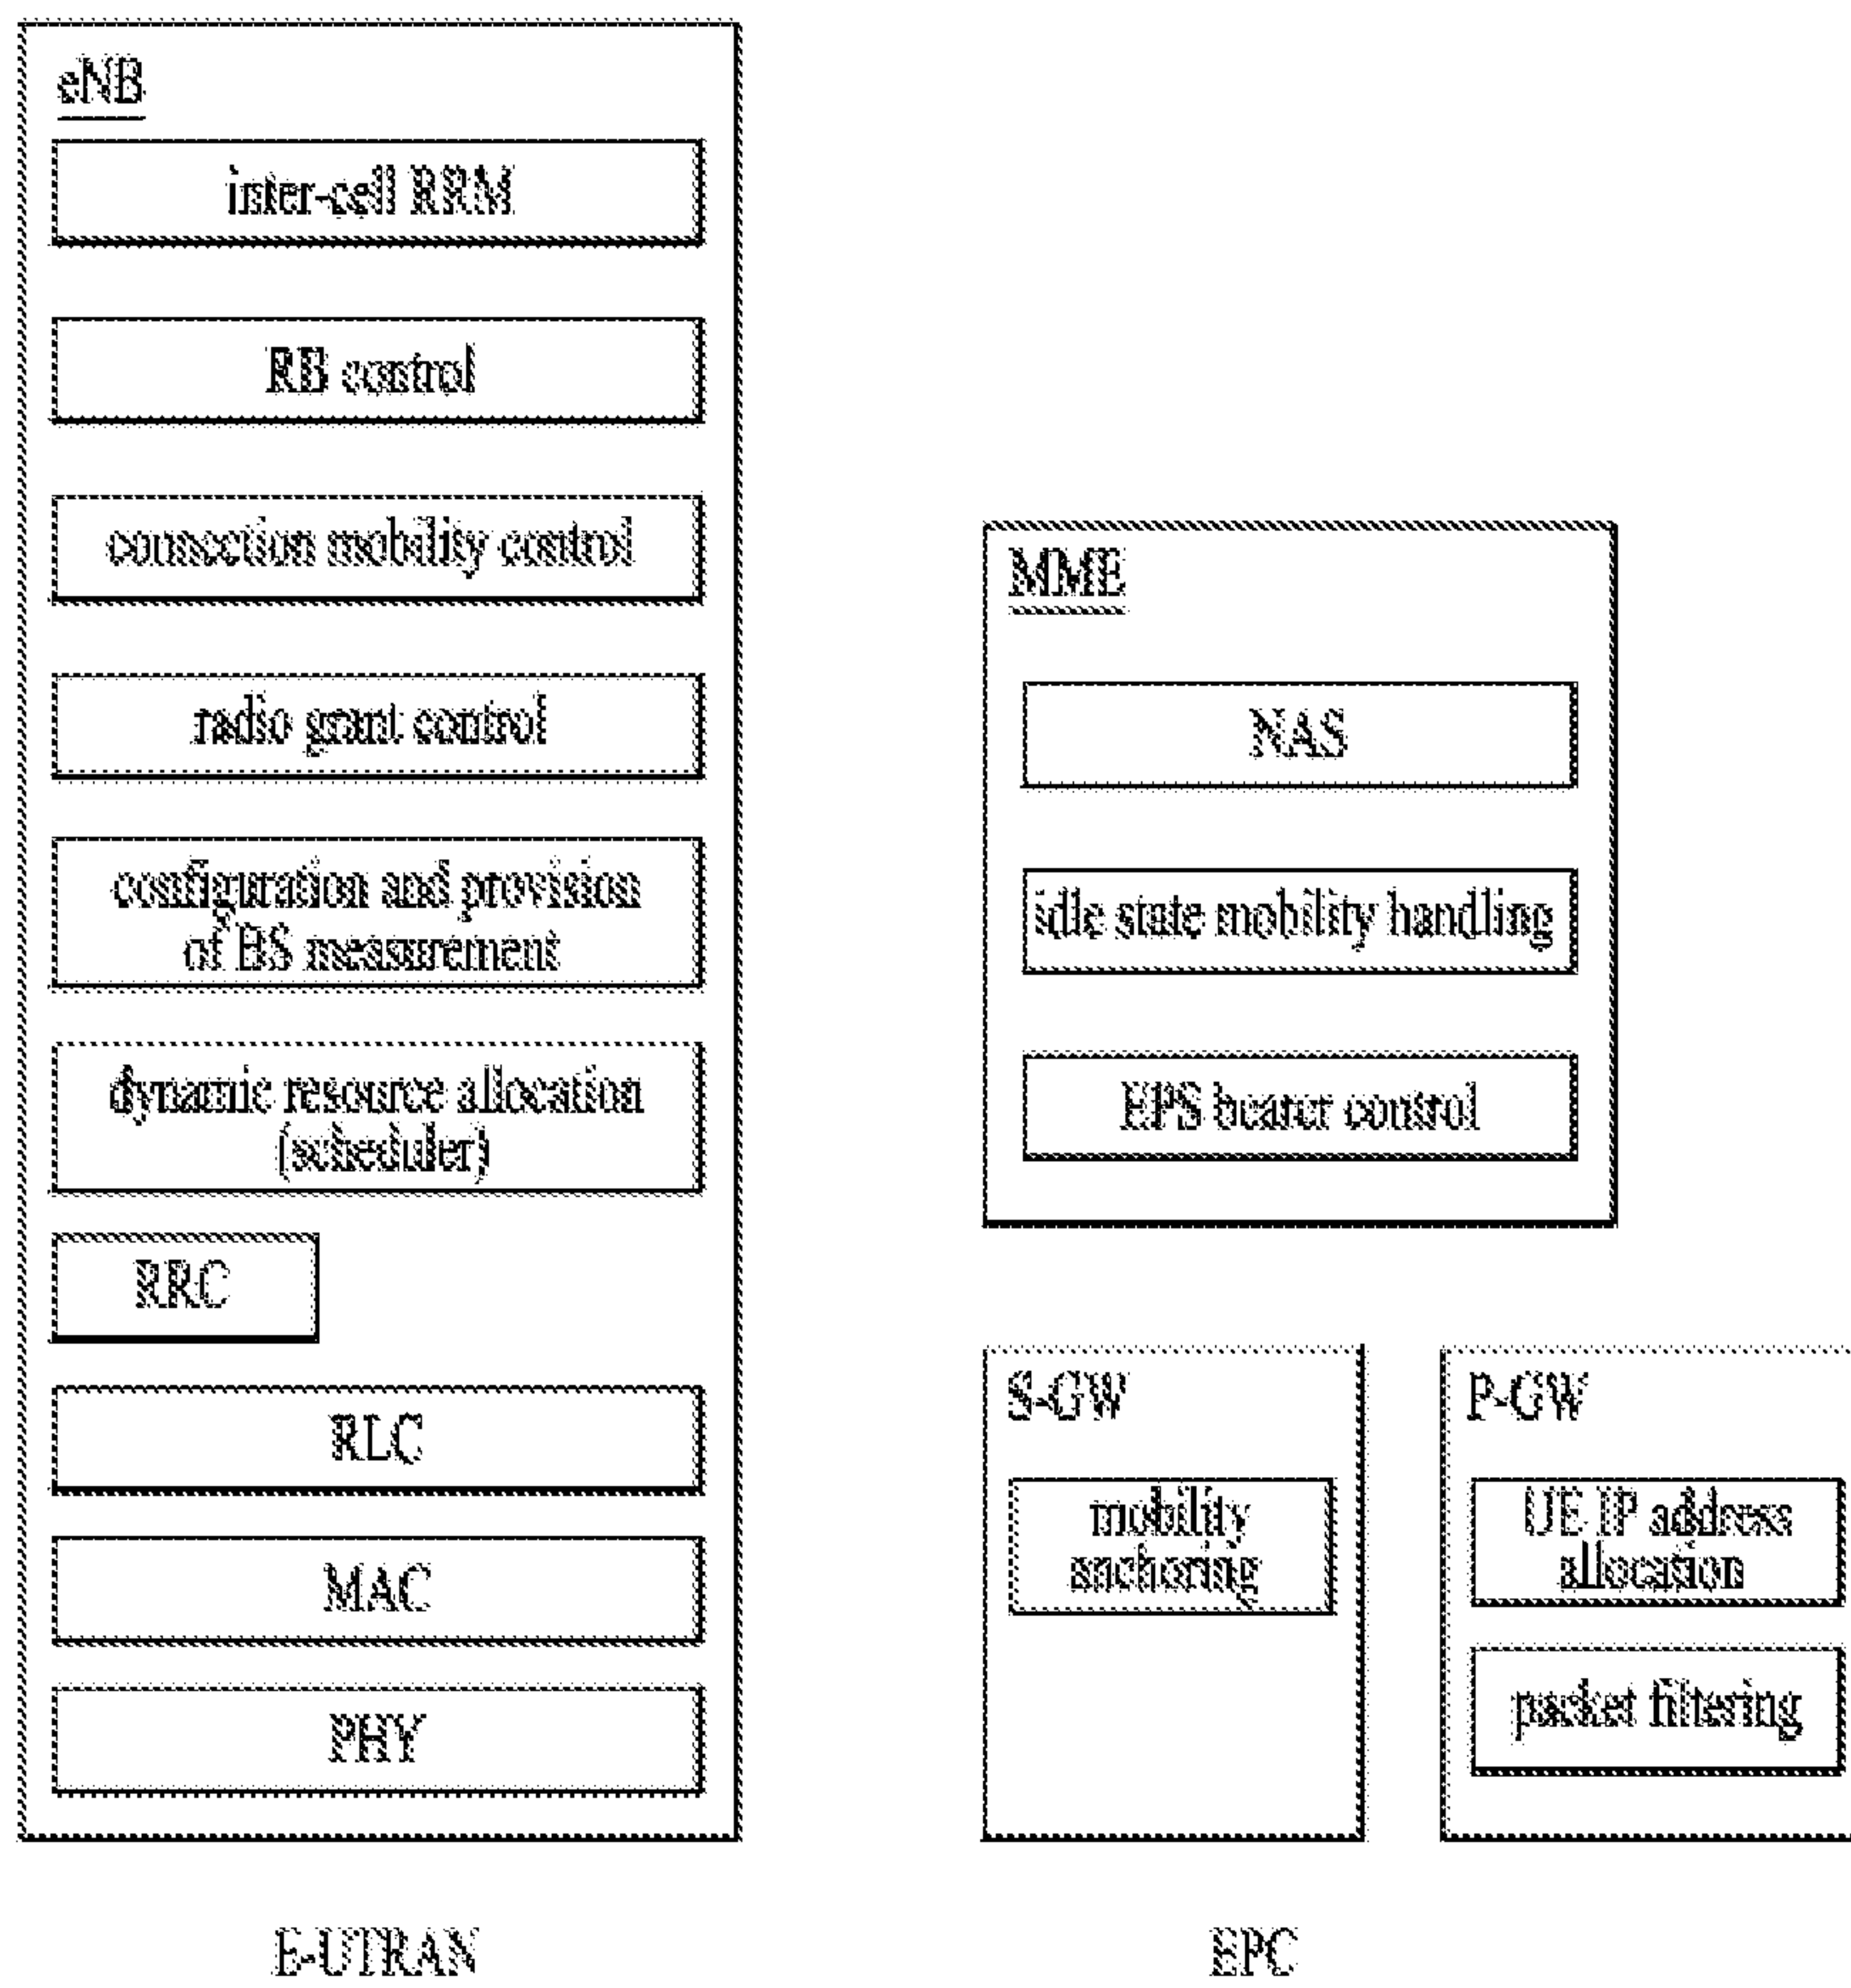 eNB
inter-cell RRM
RB control
connection mobility control
radio grant control
configuration and provision
of BS measurement
dynamic resource allocation
(scheduler)
RRC
RLC
MAC
PHY
E-UTRAN
MME
NAS
idle state mobility handling
EPS bearer control
S-GW
mobility
anchoring
P-GW
UE IP address
allocation
packet filtering
EPC